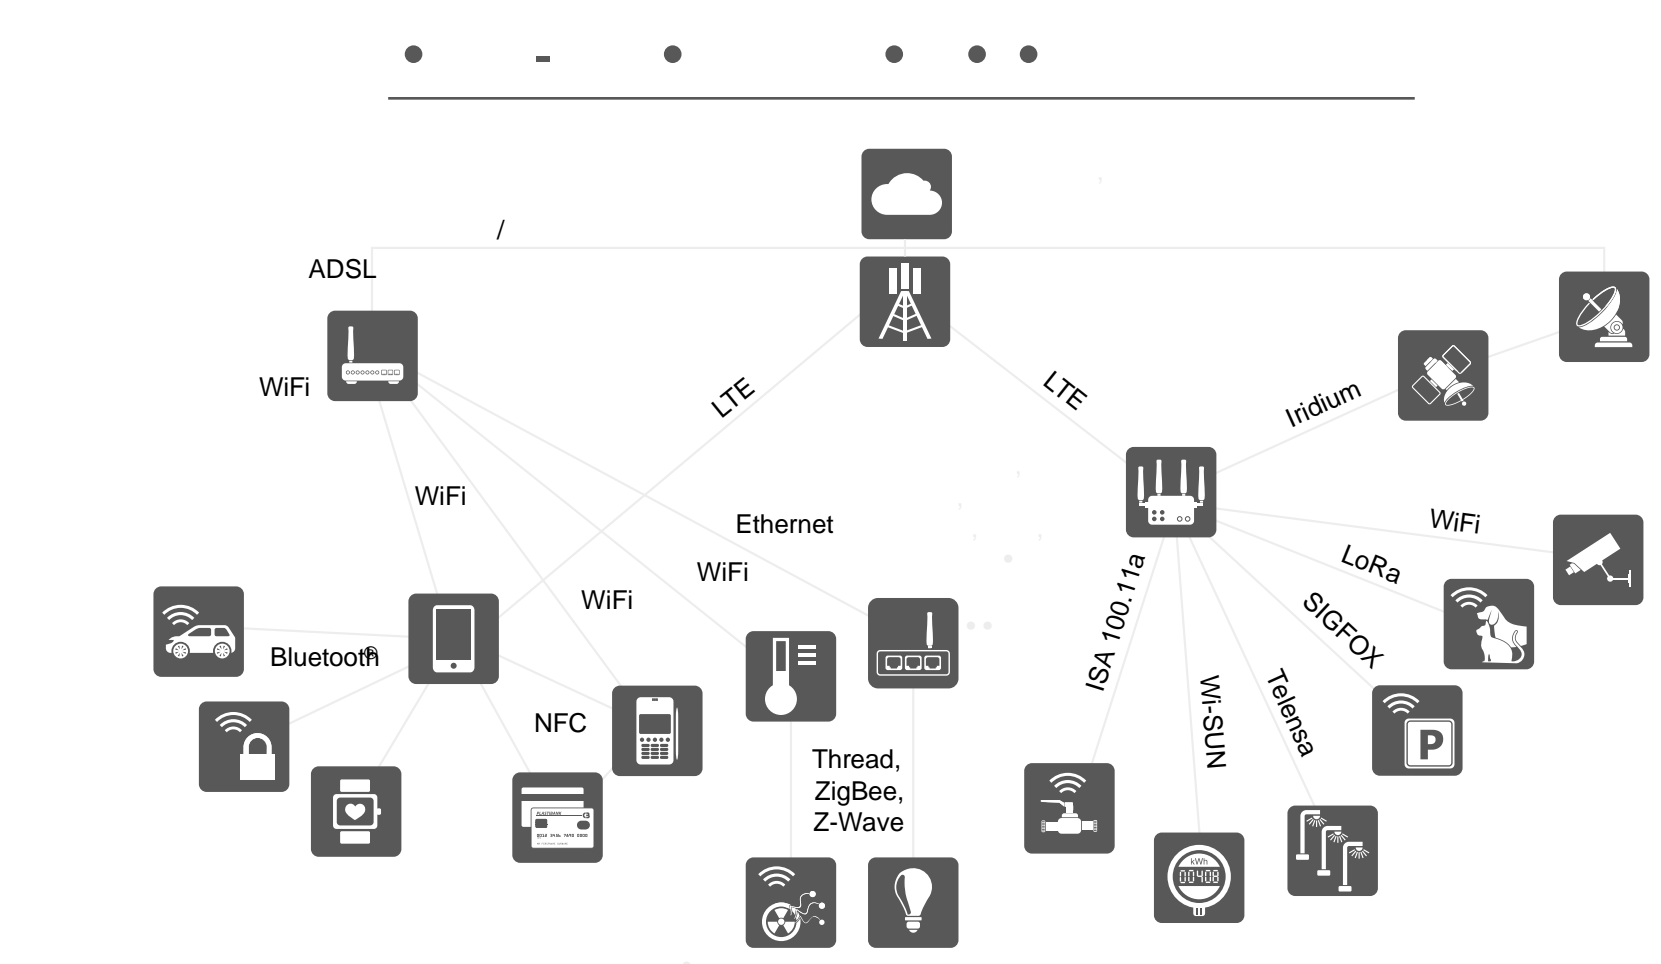 /
ADSL
WiFi
LTE
LTE
Iridium
WiFi
Ethernet
WiFi
WiFi
WiFi
LoRa
SIGFOX
ISA 100.11a
Wi-SUN
Telensa
Bluetooth®
NFC
Thread,
ZigBee,
Z-Wave
P
kWh
00408